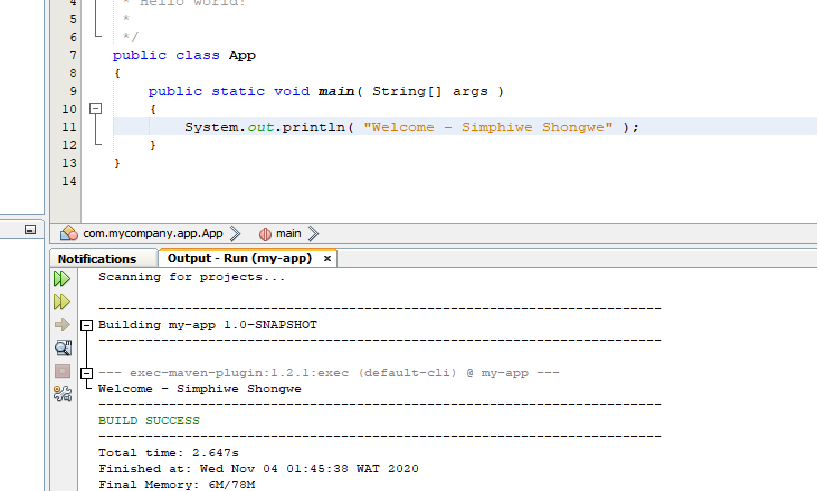 4 * Hello world!
5 *
6 */
7 public class App
8 {
9 public static void main( String[] args )
10 {
11 System.out.println( "Welcome - Simphiwe Shongwe" );
12 }
13 }
14
com.mycompany.app.App main
Notifications Output - Run (my-app) ×
Scanning for projects...
------------------------------------------------------------------------
Building my-app 1.0-SNAPSHOT
------------------------------------------------------------------------
--- exec-maven-plugin:1.2.1:exec (default-cli) @ my-app ---
Welcome - Simphiwe Shongwe
------------------------------------------------------------------------
BUILD SUCCESS
------------------------------------------------------------------------
Total time: 2.647s
Finished at: Wed Nov 04 01:45:38 WAT 2020
Final Memory: 6M/78M